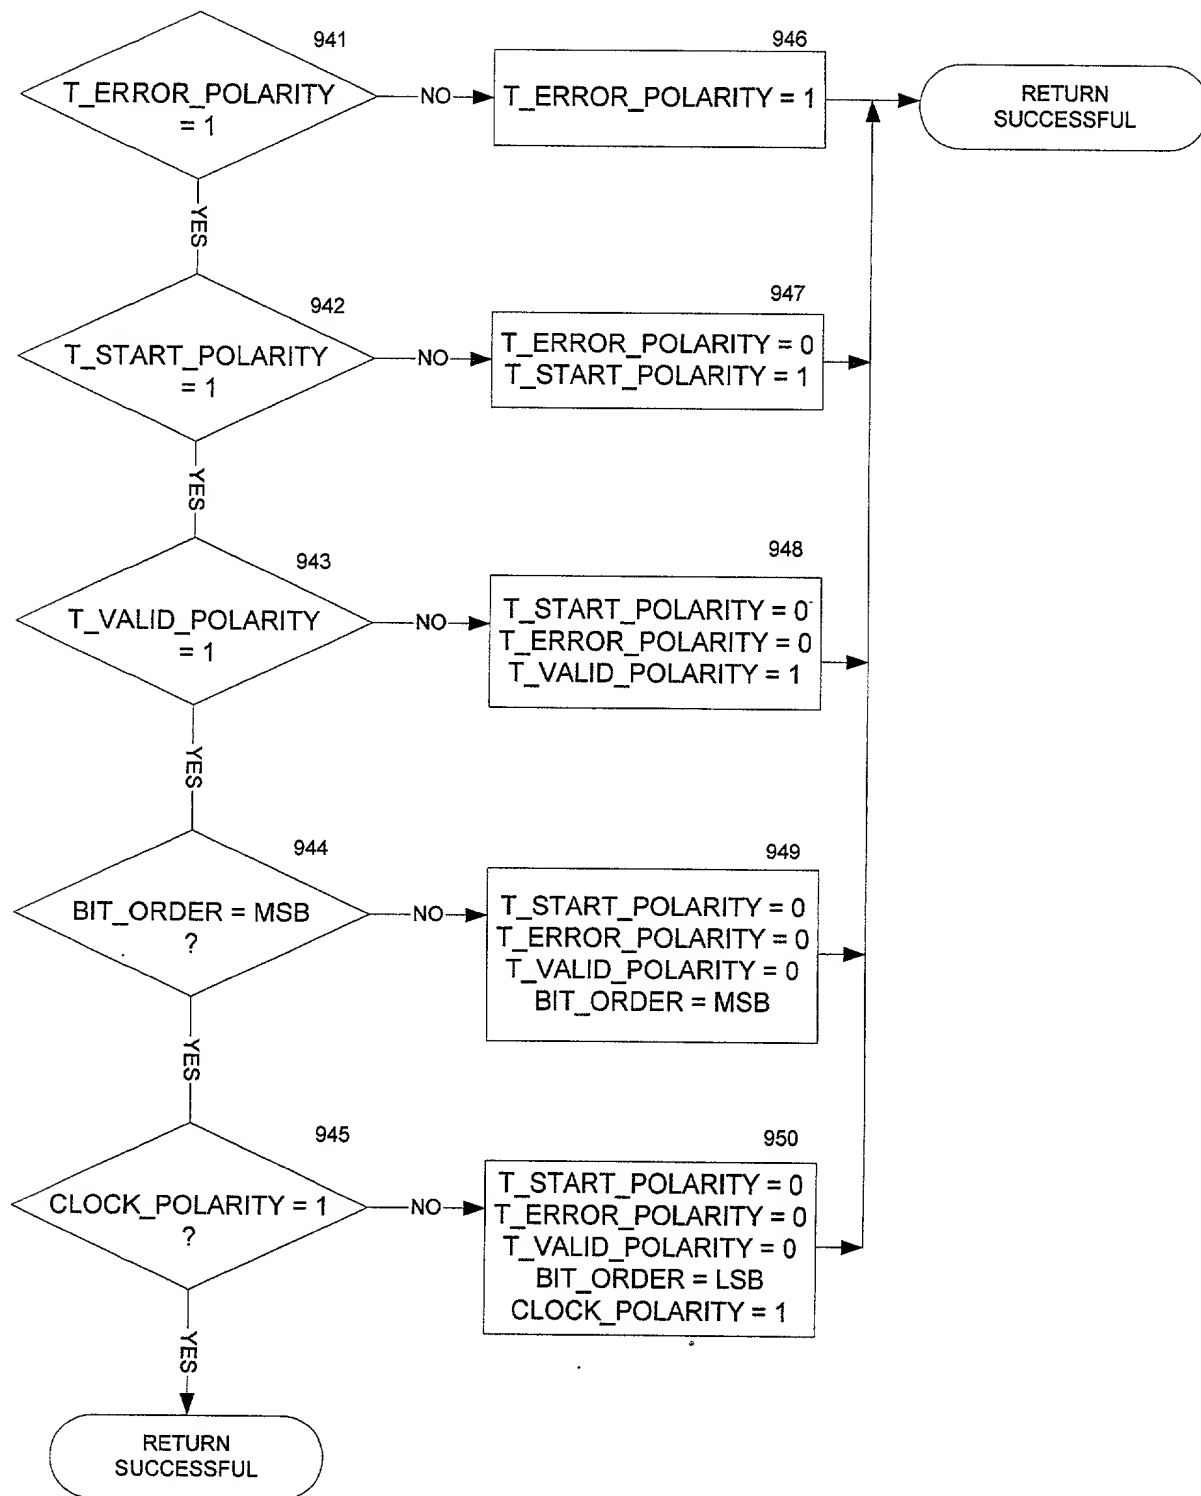 941
T_ERROR_POLARITY
= 1
NO
946
T_ERROR_POLARITY = 1
RETURN
SUCCESSFUL
YES
942
T_START_POLARITY
= 1
NO
947
T_ERROR_POLARITY = 0
T_START_POLARITY = 1
YES
943
T_VALID_POLARITY
= 1
NO
948
T_START_POLARITY = 0
T_ERROR_POLARITY = 0
T_VALID_POLARITY = 1
YES
944
BIT_ORDER = MSB
?
NO
949
T_START_POLARITY = 0
T_ERROR_POLARITY = 0
T_VALID_POLARITY = 0
BIT_ORDER = MSB
YES
945
CLOCK_POLARITY = 1
?
NO
950
T_START_POLARITY = 0
T_ERROR_POLARITY = 0
T_VALID_POLARITY = 0
BIT_ORDER = LSB
CLOCK_POLARITY = 1
YES
RETURN
SUCCESSFUL